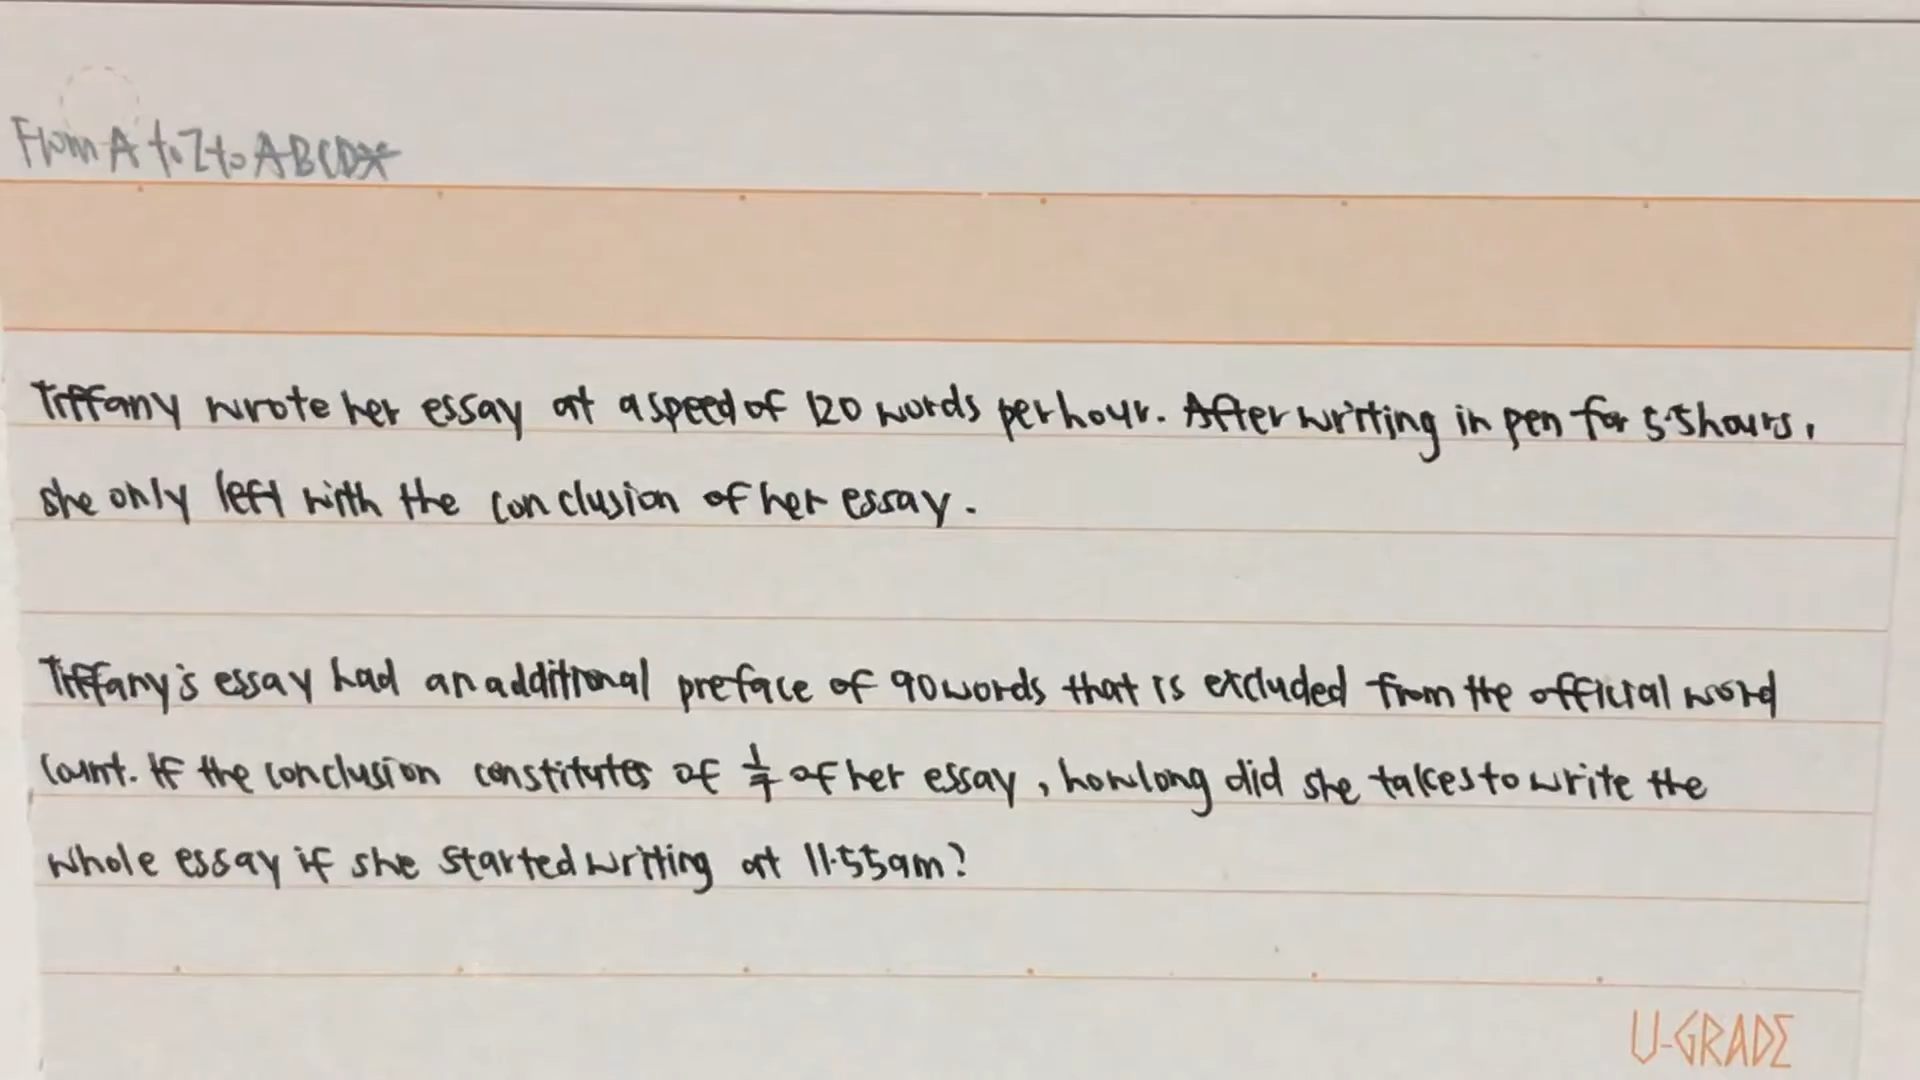 From A to Z to ABCD*
Tiffany wrote her essay at a speed of 120 words per hour. After writing in pen for 5.5 hours,
she only left with the conclusion of her essay.
Tiffany's essay had an additional preface of 90 words that is excluded from the official word
count. If the conclusion constitutes of 1/7 of her essay, how long did she takes to write the
whole essay if she started writing at 11.55am?
U-GRADE